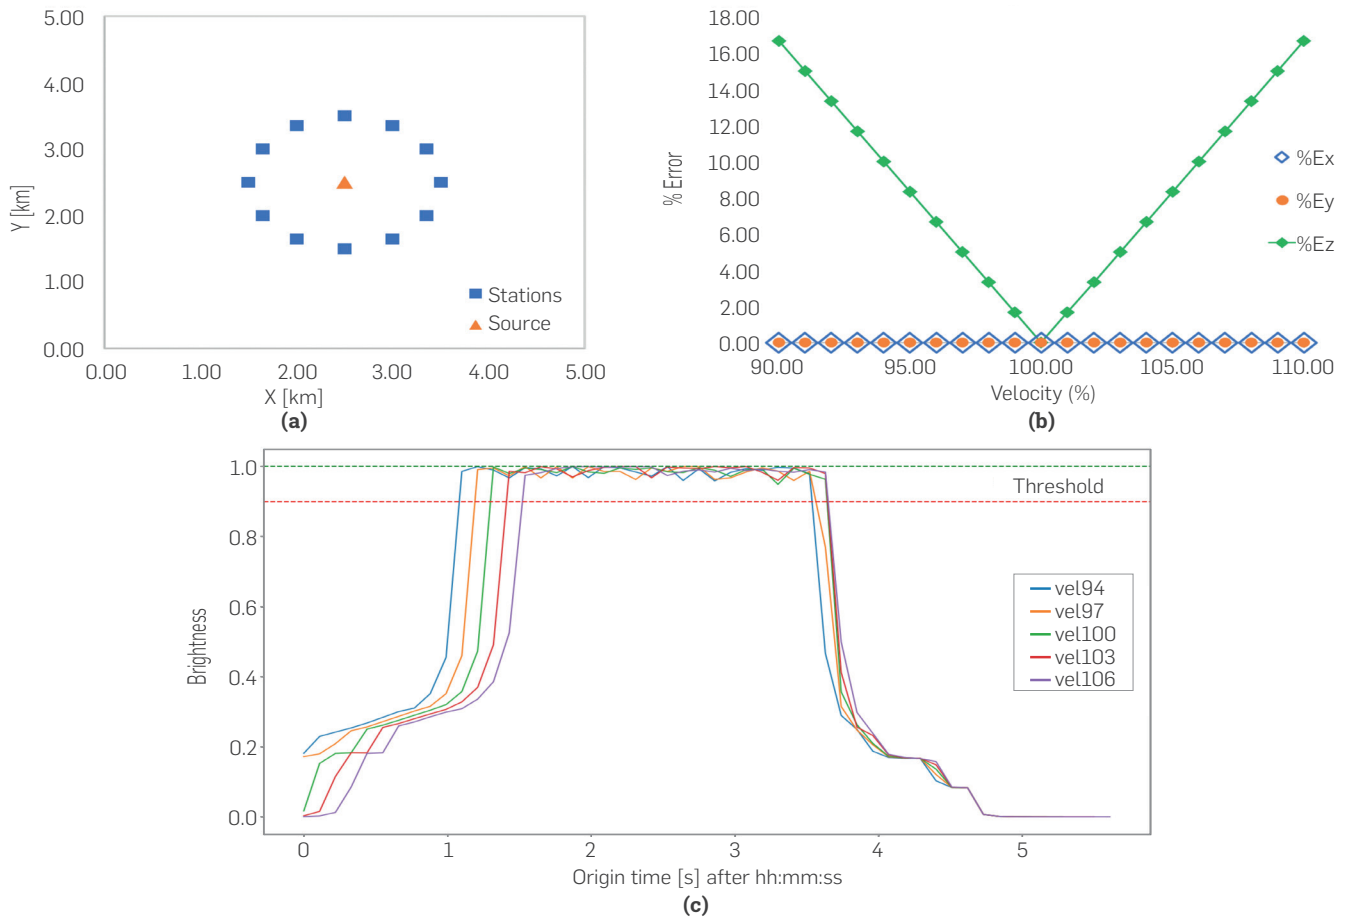 5.00
4.00
3.00
2.00
1.00
0.00
Y [km]
0.00 1.00 2.00 3.00 4.00 5.00
X [km]
Stations
Source
(a)
18.00
16.00
14.00
12.00
10.00
8.00
6.00
4.00
2.00
0.00
% Error
90.00 95.00 100.00 105.00 110.00
Velocity (%)
%Ex
%Ey
%Ez
(b)
1.0
0.8
0.6
0.4
0.2
0.0
Brightness
Threshold
vel94
vel97
vel100
vel103
vel106
0 1 2 3 4 5
Origin time [s] after hh:mm:ss
(c)